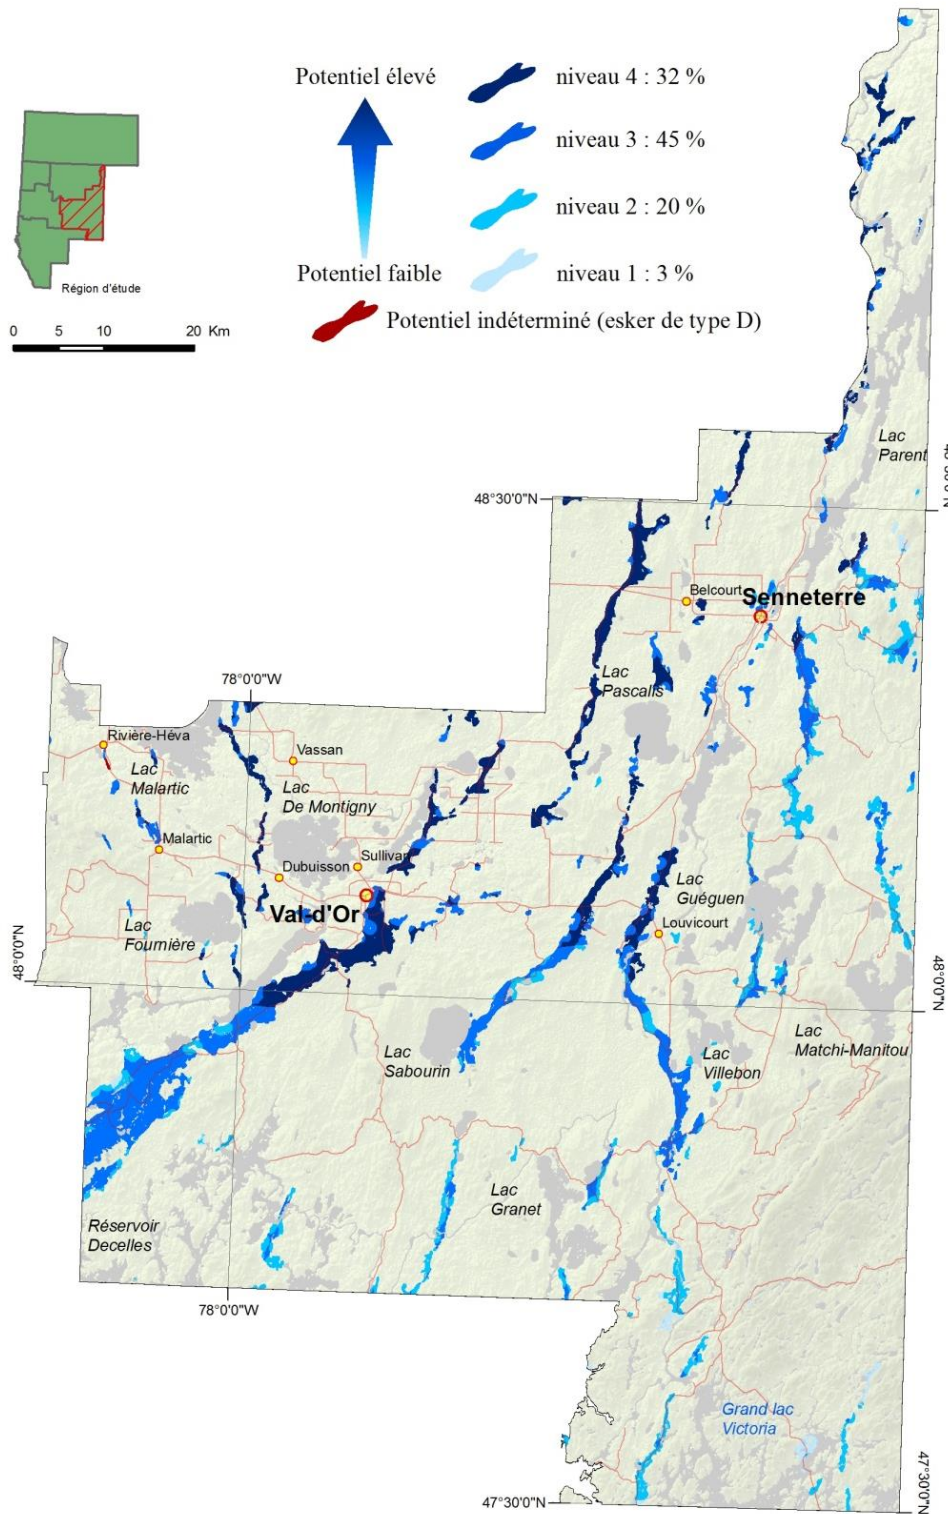 Potentiel élevé
niveau 4 : 32 %
niveau 3 : 45 %
niveau 2 : 20 %
Potentiel faible
niveau 1 : 3 %
Potentiel indéterminé (esker de type D)
Région d'étude
0 5 10 20 Km
Lac
Parent
48°30'0"N
Belcourt
Senneterre
Lac
Pascalis
78°0'0"W
Rivière-Héva
Vassan
Lac
Malartic
Lac
De Montigny
Malartic
Dubuisson
Sullivan
Val-d'Or
Lac
Guéguen
Louvicourt
Lac
Fournière
48°0'0"N
48°0'0"N
Lac
Sabourin
Lac
Villebon
Lac
Matchi-Manitou
Lac
Granet
Réservoir
Decelles
78°0'0"W
Grand lac
Victoria
47°30'0"N
47°30'0"N